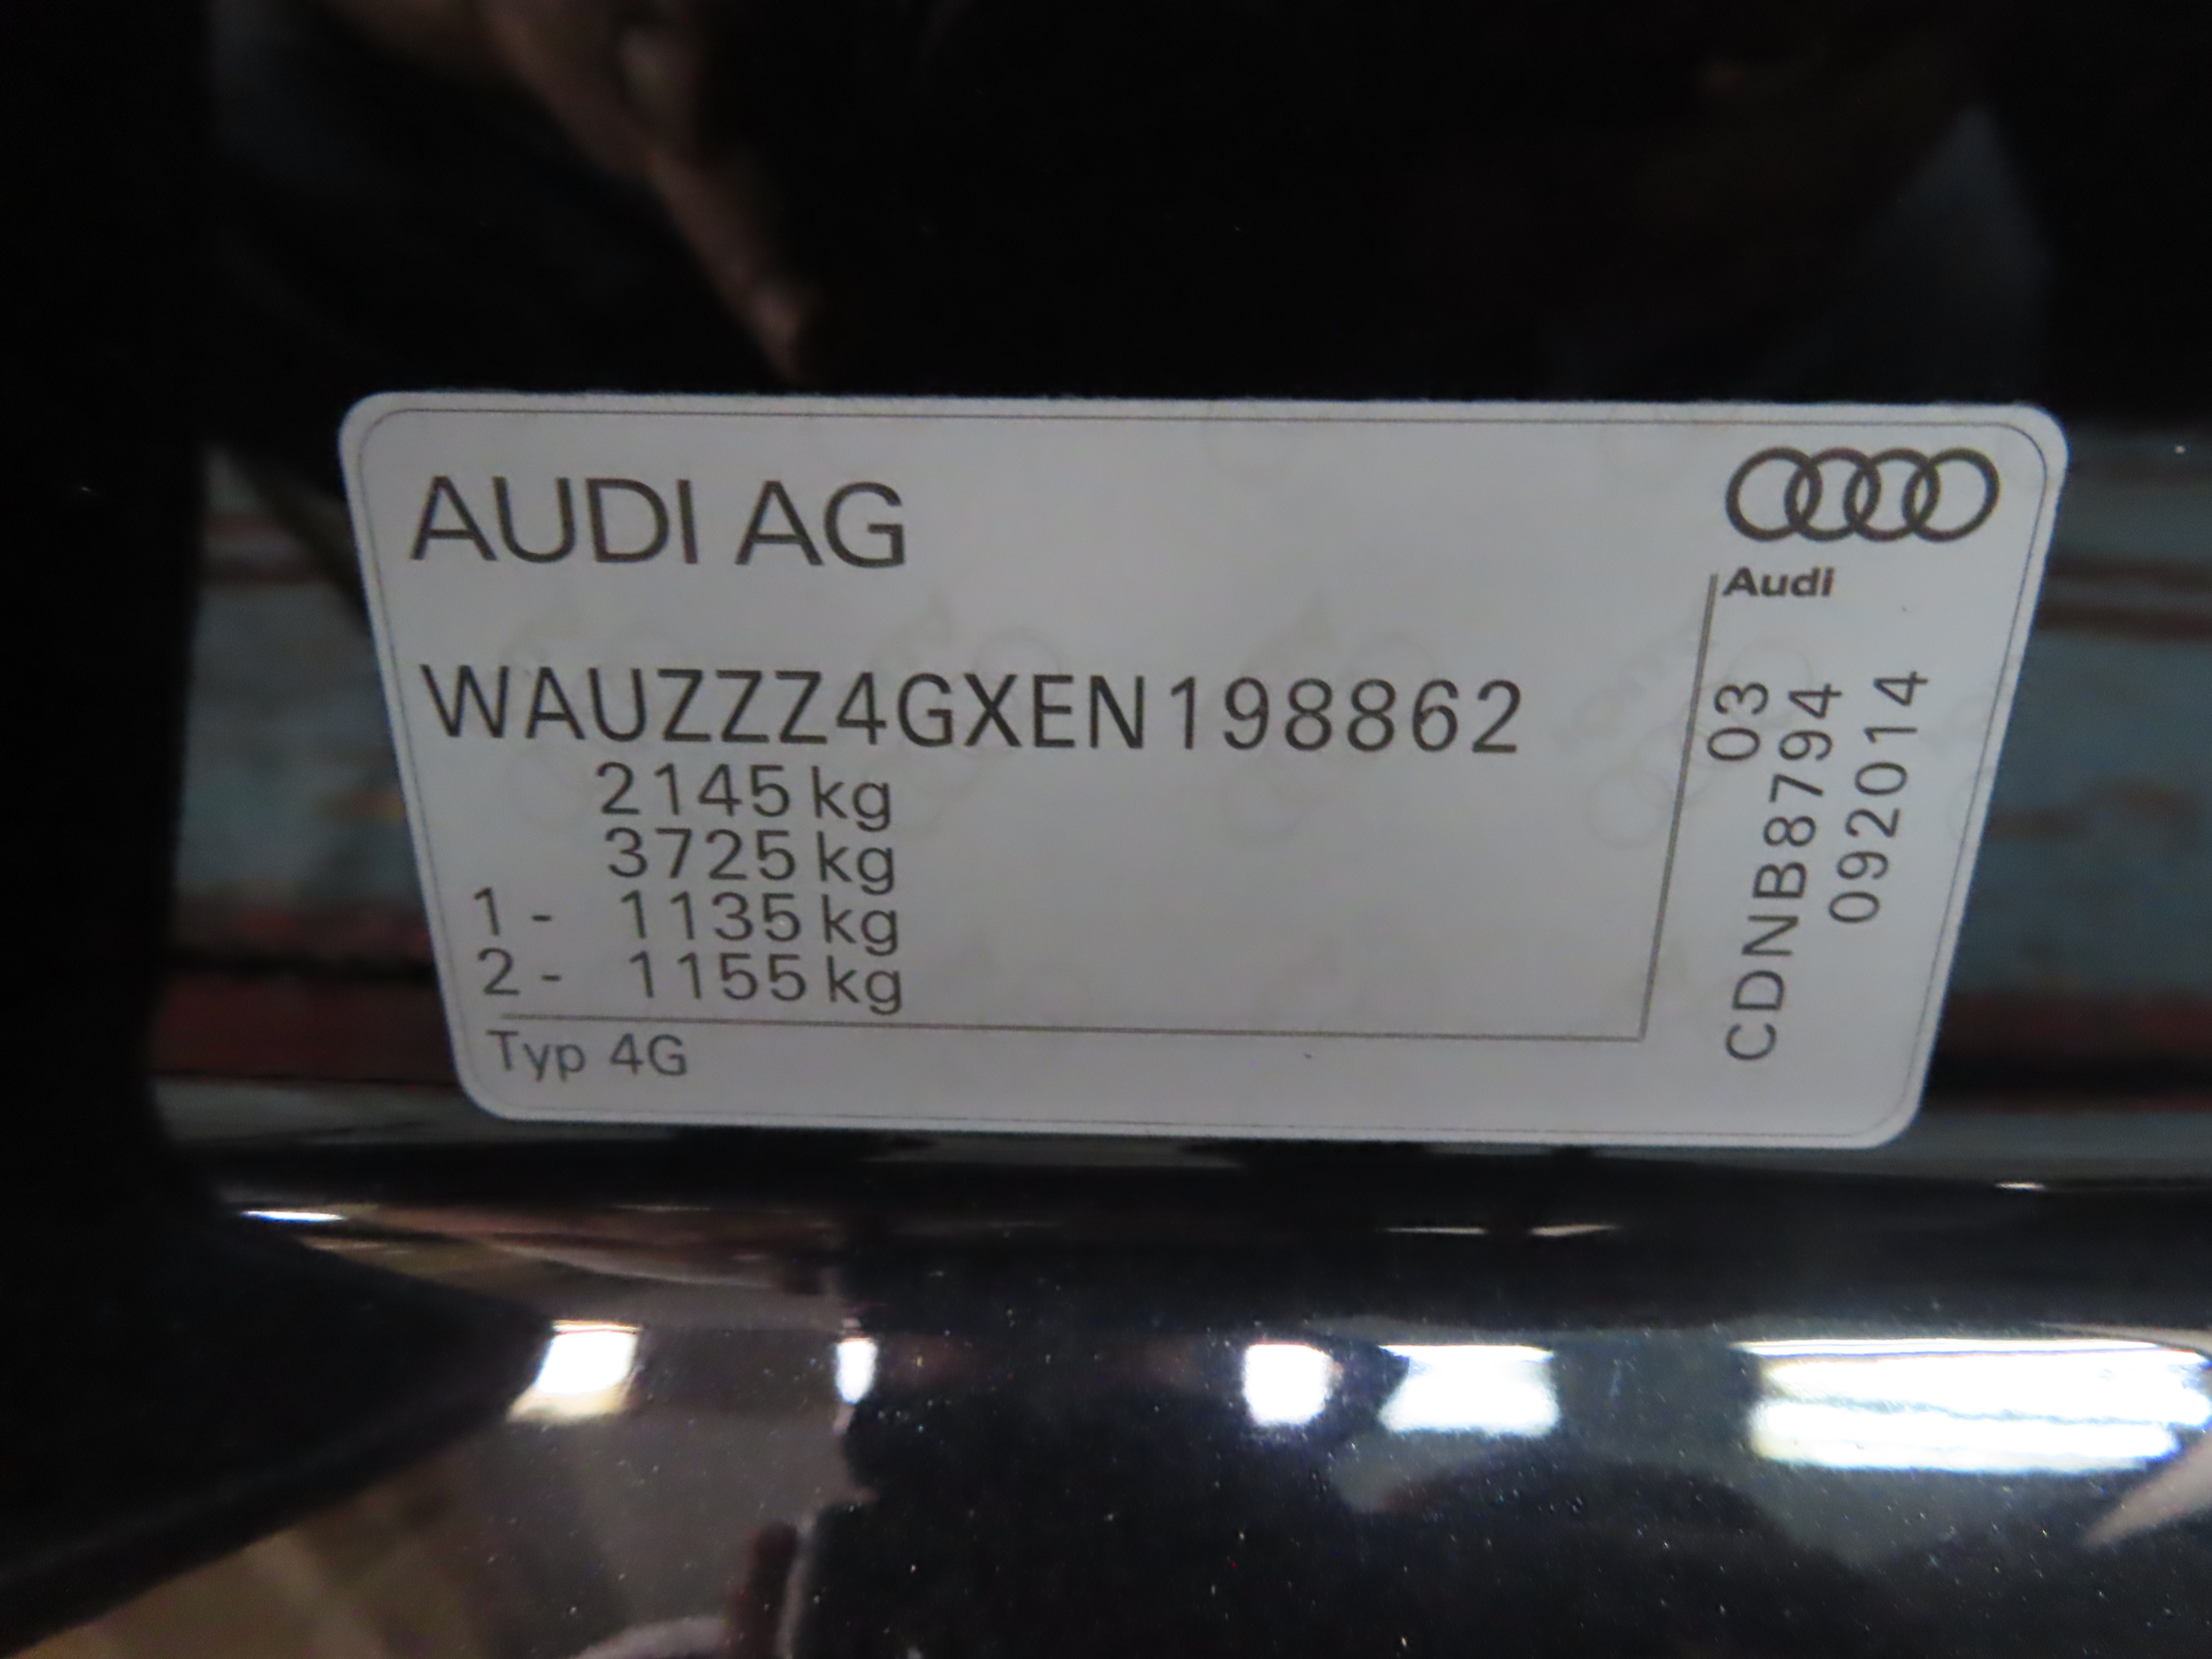 AUDI AG
Audi
WAUZZZ4GXEN198862
2145 kg
3725 kg
1 - 1135 kg
2 - 1155 kg
Typ 4G
03
CDNB8794
092014